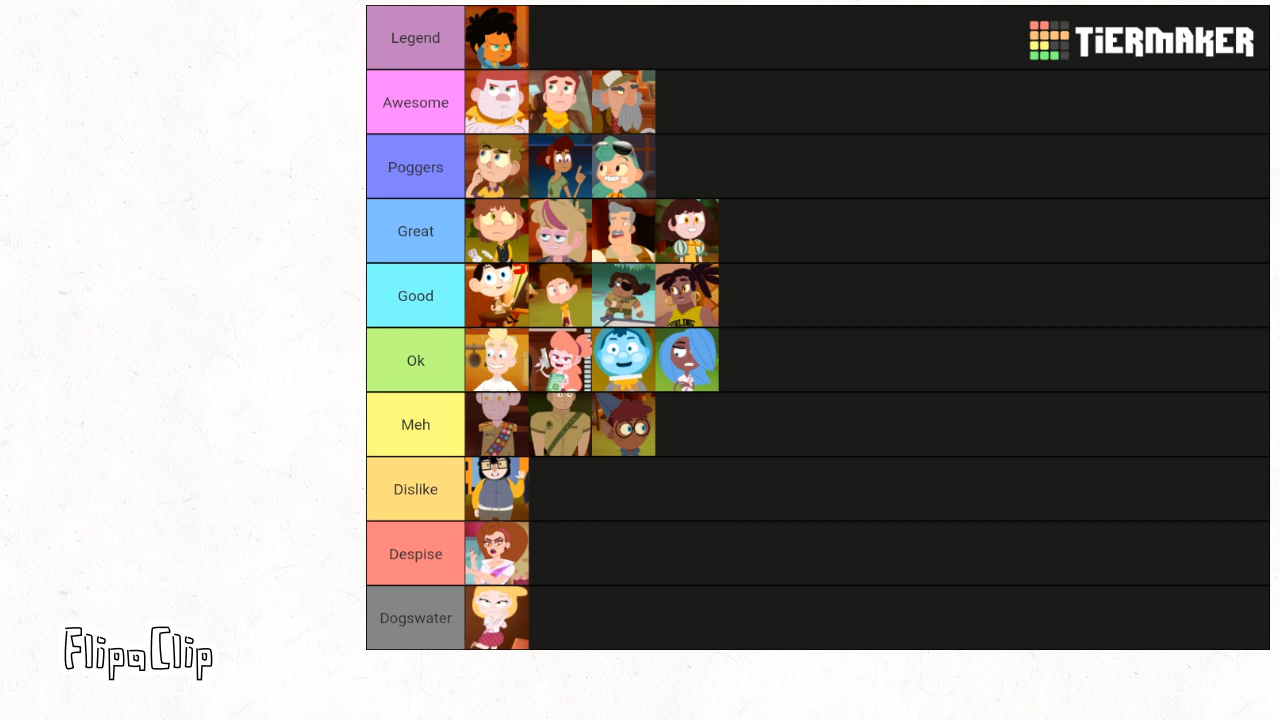 Legend
TiERMAKER
Awesome
Poggers
Great
Good
Ok
Meh
Dislike
Despise
Dogswater
FlipaClip